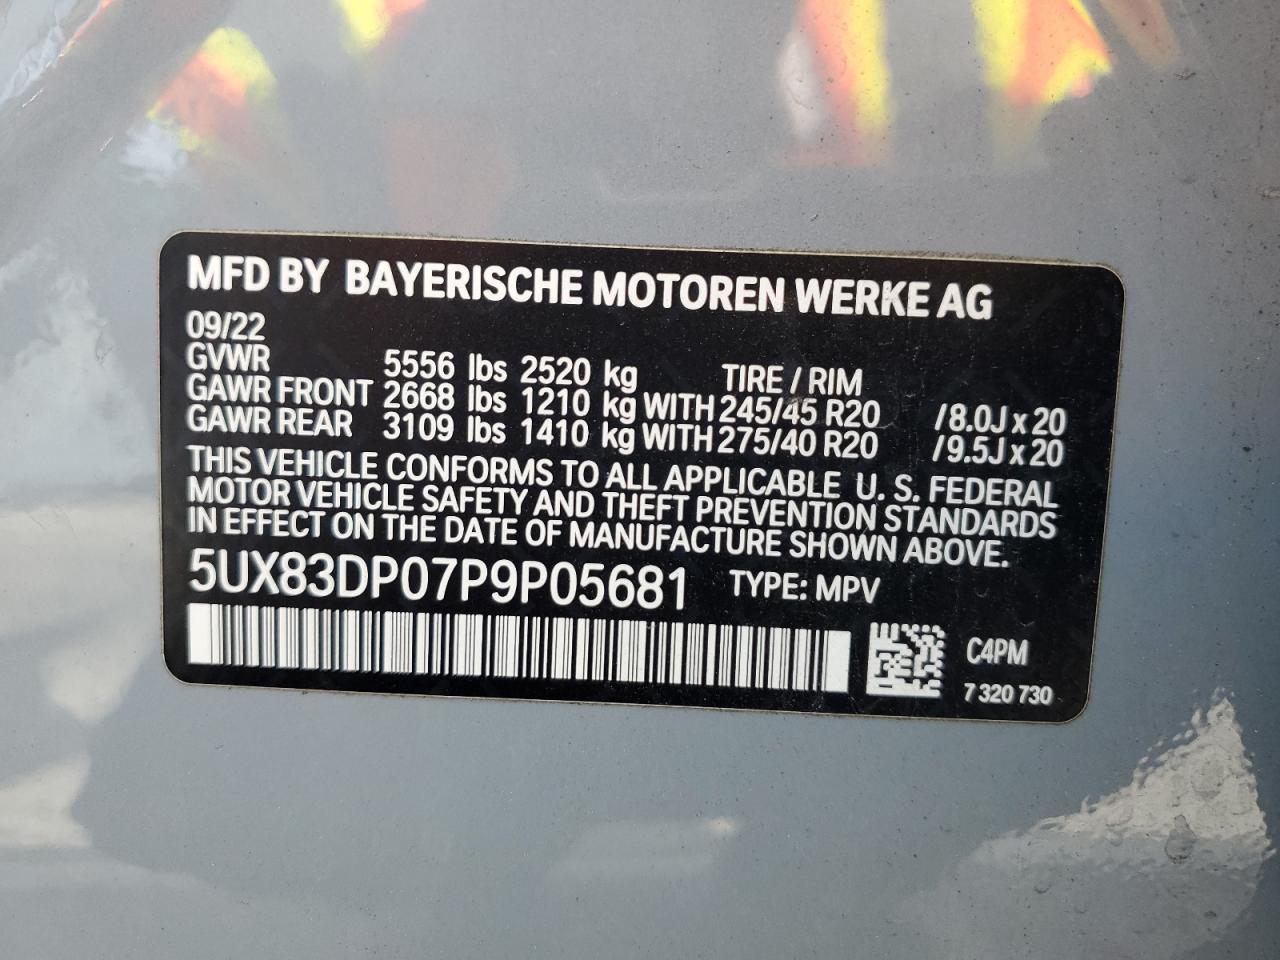 MFD BY BAYERISCHE MOTOREN WERKE AG
09/22
GVWR 5556 lbs 2520 kg TIRE / RIM
GAWR FRONT 2668 lbs 1210 kg WITH 245/45 R20 /8.0J x 20
GAWR REAR 3109 lbs 1410 kg WITH 275/40 R20 /9.5J x 20
THIS VEHICLE CONFORMS TO ALL APPLICABLE U. S. FEDERAL
MOTOR VEHICLE SAFETY AND THEFT PREVENTION STANDARDS
IN EFFECT ON THE DATE OF MANUFACTURE SHOWN ABOVE.
5UX83DP07P9P05681 TYPE: MPV
C4PM
7 320 730